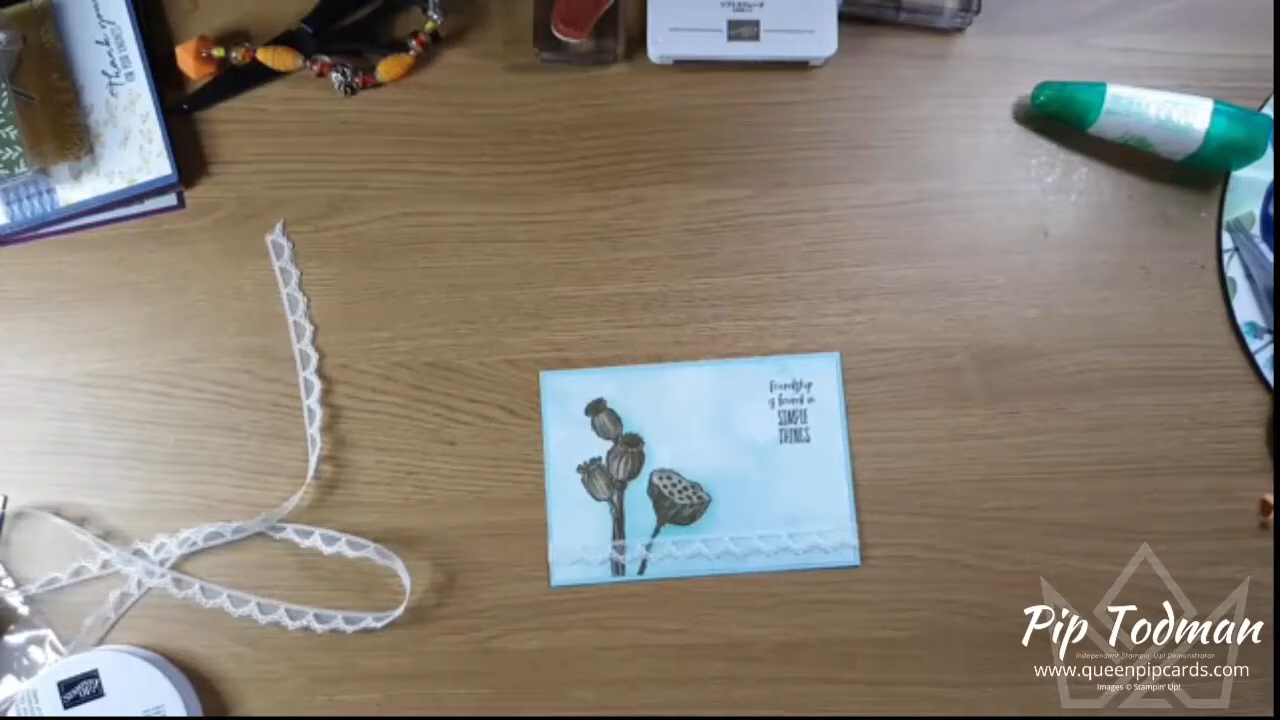 thank you
Friendship
is found in
SIMPLE
THINGS
Pip Todman
Independent Stampin' Up! Demonstrator
www.queenpipcards.com
Images © Stampin' Up!